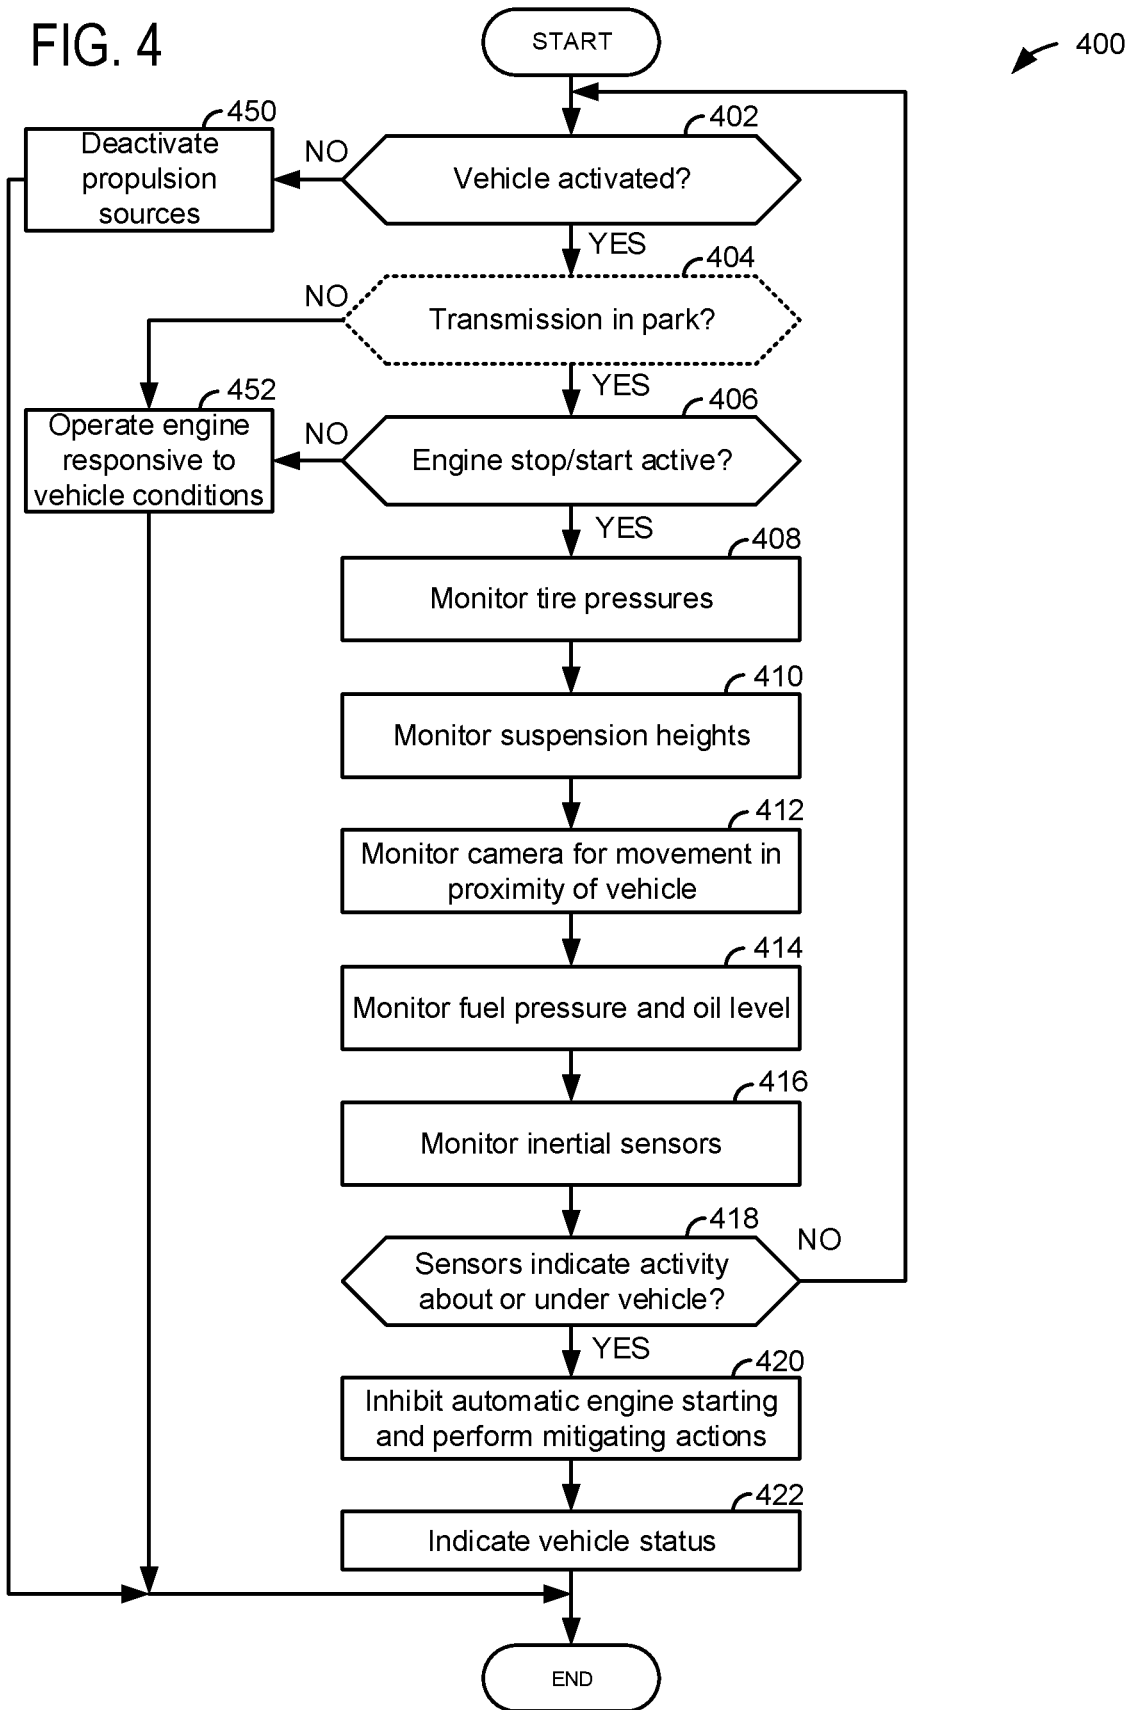 FIG. 4
START
400
450
402
Deactivate
propulsion
sources
NO
Vehicle activated?
YES
404
NO
Transmission in park?
YES
452
406
Operate engine
responsive to
vehicle conditions
NO
Engine stop/start active?
YES
408
Monitor tire pressures
410
Monitor suspension heights
412
Monitor camera for movement in
proximity of vehicle
414
Monitor fuel pressure and oil level
416
Monitor inertial sensors
418
NO
Sensors indicate activity
about or under vehicle?
YES
420
Inhibit automatic engine starting
and perform mitigating actions
422
Indicate vehicle status
END